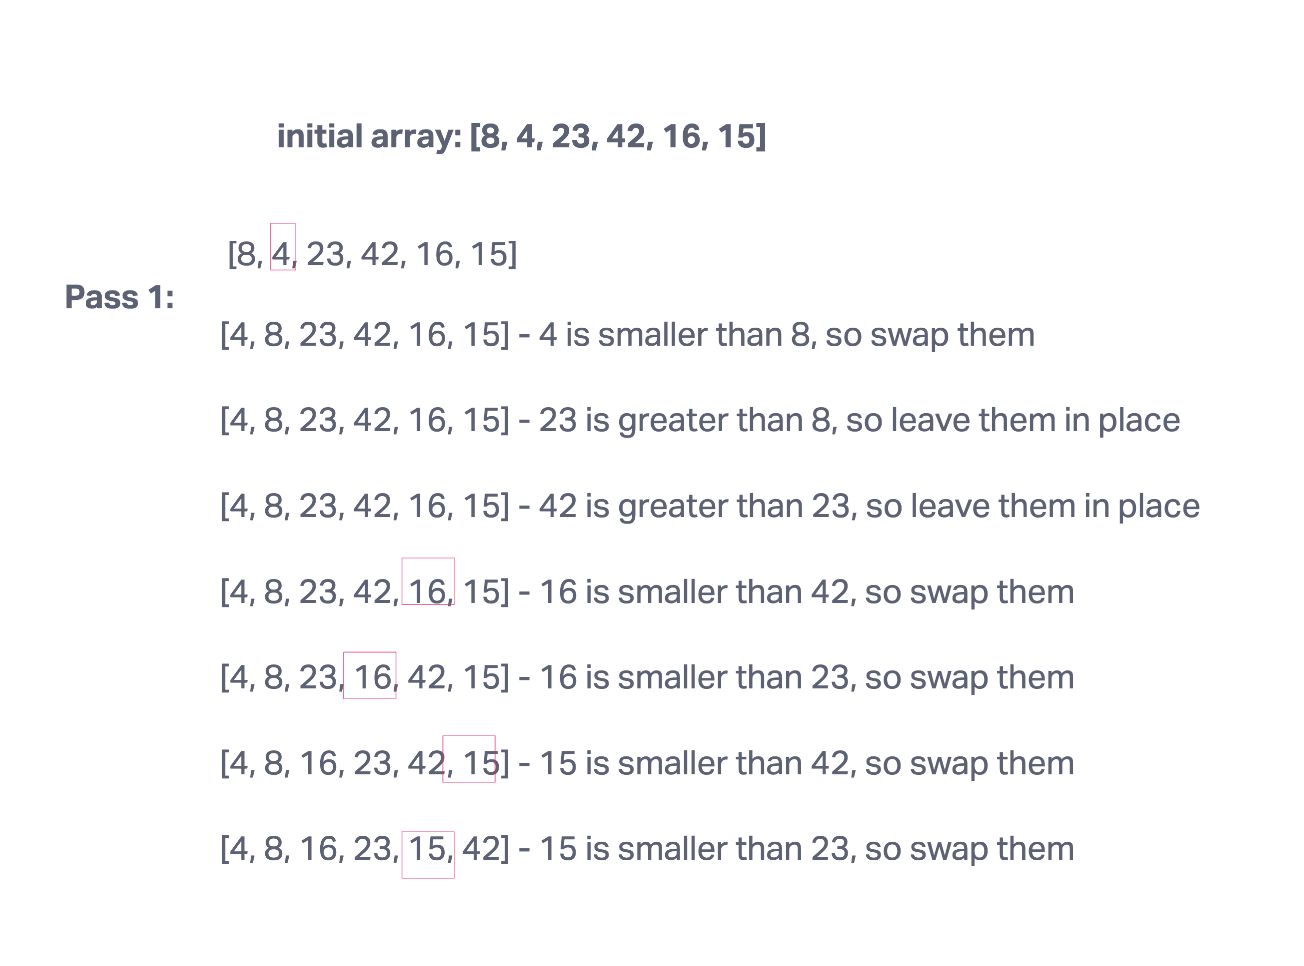 initial array: [8, 4, 23, 42, 16, 15]
[8, 4, 23, 42, 16, 15]
Pass 1:
[4, 8, 23, 42, 16, 15] - 4 is smaller than 8, so swap them
[4, 8, 23, 42, 16, 15] - 23 is greater than 8, so leave them in place
[4, 8, 23, 42, 16, 15] - 42 is greater than 23, so leave them in place
[4, 8, 23, 42, 16, 15] - 16 is smaller than 42, so swap them
[4, 8, 23, 16, 42, 15] - 16 is smaller than 23, so swap them
[4, 8, 16, 23, 42, 15] - 15 is smaller than 42, so swap them
[4, 8, 16, 23, 15, 42] - 15 is smaller than 23, so swap them